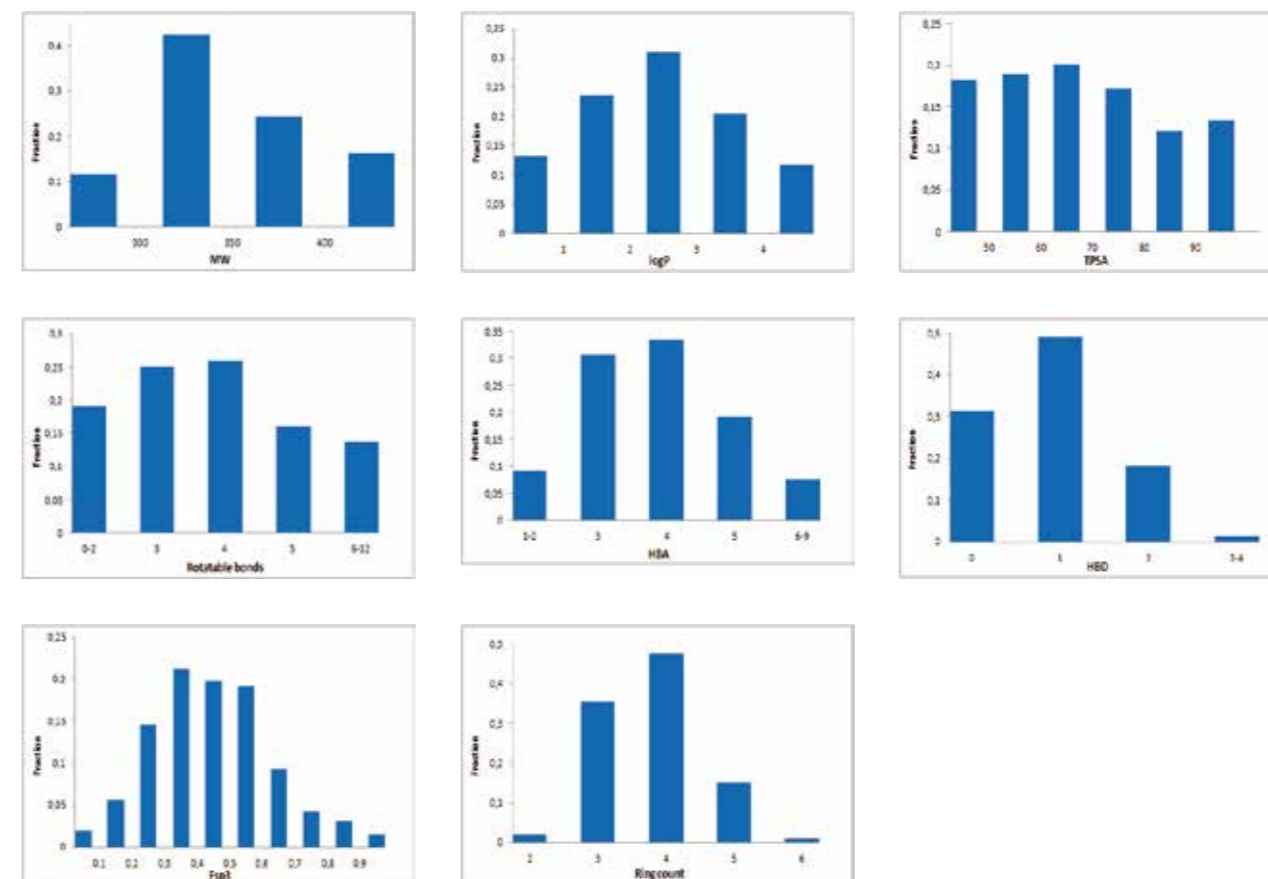 0,4
0,3
0,2
0,1
0
Fraction
300 350 400
MW
0,35
0,3
0,25
0,2
0,15
0,1
0,05
0
Fraction
1 2 3 4
logP
0,25
0,2
0,15
0,1
0,05
0
Fraction
50 60 70 80 90
TPSA
0,3
0,25
0,2
0,15
0,1
0,05
0
Fraction
0-2 3 4 5 6-12
Rotatable bonds
0,35
0,3
0,25
0,2
0,15
0,1
0,05
0
Fraction
1-2 3 4 5 6-9
HBA
0,5
0,4
0,3
0,2
0,1
0
Fraction
0 1 2 3-4
HBD
0,25
0,2
0,15
0,1
0,05
0
Fraction
0,1 0,2 0,3 0,4 0,5 0,6 0,7 0,8 0,9
Fsp3
0,5
0,4
0,3
0,2
0,1
0
Fraction
2 3 4 5 6
Ring count